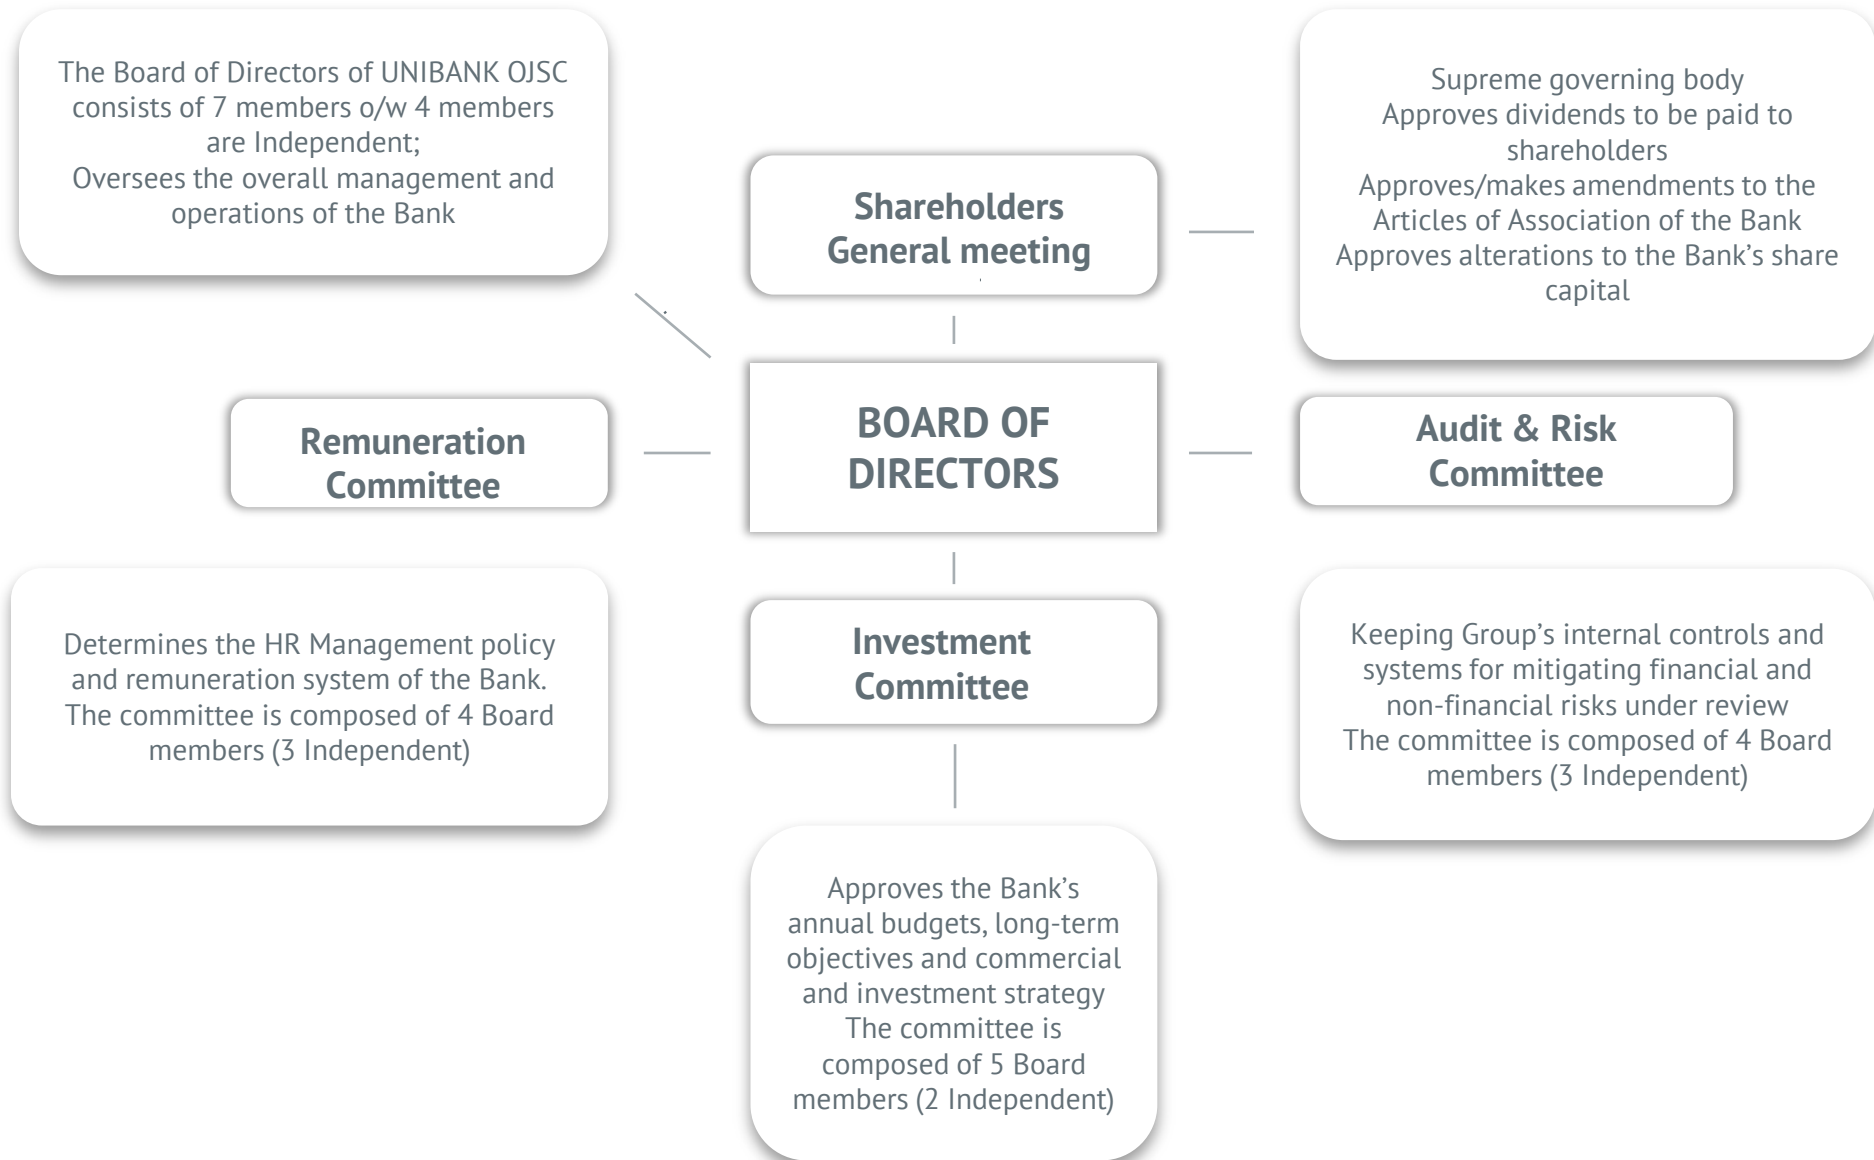 The Board of Directors of UNIBANK OJSC
consists of 7 members o/w 4 members
are Independent;
Oversees the overall management and
operations of the Bank
Shareholders
General meeting
Supreme governing body
Approves dividends to be paid to
shareholders
Approves/makes amendments to the
Articles of Association of the Bank
Approves alterations to the Bank’s share
capital
Remuneration
Committee
BOARD OF
DIRECTORS
Audit & Risk
Committee
Determines the HR Management policy
and remuneration system of the Bank.
The committee is composed of 4 Board
members (3 Independent)
Investment
Committee
Keeping Group’s internal controls and
systems for mitigating financial and
non-financial risks under review
The committee is composed of 4 Board
members (3 Independent)
Approves the Bank’s
annual budgets, long-term
objectives and commercial
and investment strategy
The committee is
composed of 5 Board
members (2 Independent)